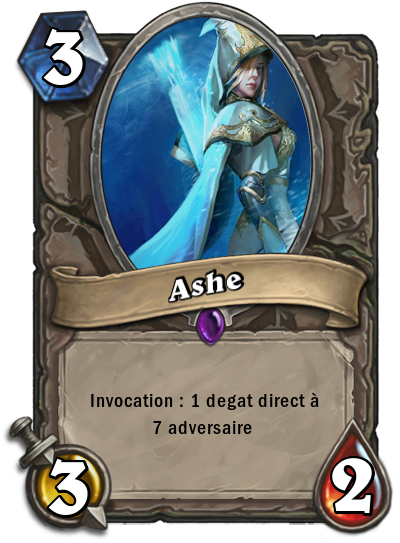 3
Ashe
Invocation : 1 degat direct à
7 adversaire
3
2